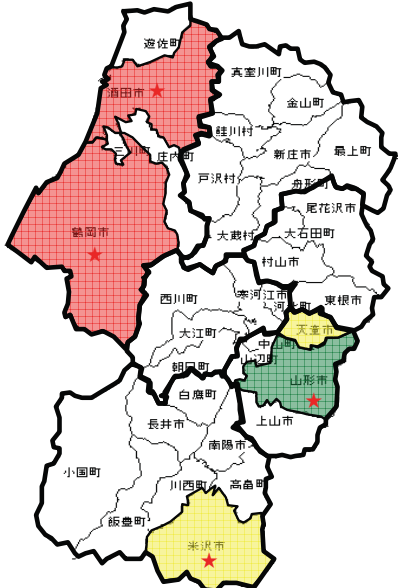 遊佐町
真室川町
酒田市
金山町
鮭川村
三川町
庄内町
新庄市
最上町
戸沢村
舟形町
尾花沢市
鶴岡市
大蔵村
大石田町
村山市
西川町
寒河江市
河北町
東根市
大江町
天童市
中山町
山辺町
朝日町
山形市
白鷹町
上山市
長井市
南陽市
小国町
川西町
高畠町
飯豊町
米沢市